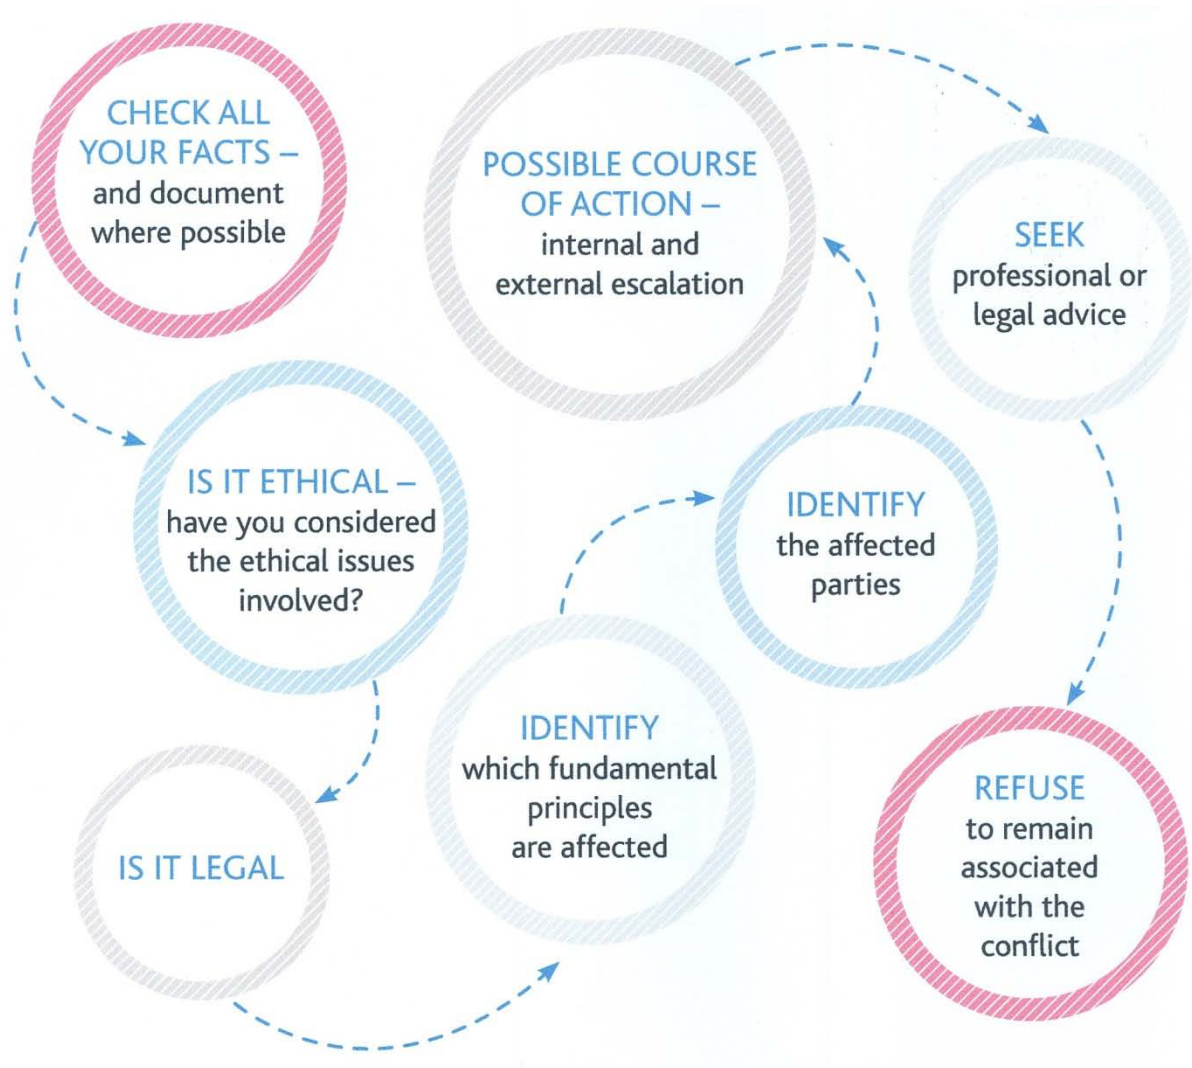 CHECK ALL
YOUR FACTS –
and document
where possible
IS IT ETHICAL –
have you considered
the ethical issues
involved?
IS IT LEGAL
IDENTIFY
which fundamental
principles
are affected
IDENTIFY
the affected
parties
POSSIBLE COURSE
OF ACTION –
internal and
external escalation
SEEK
professional or
legal advice
REFUSE
to remain
associated
with the
conflict